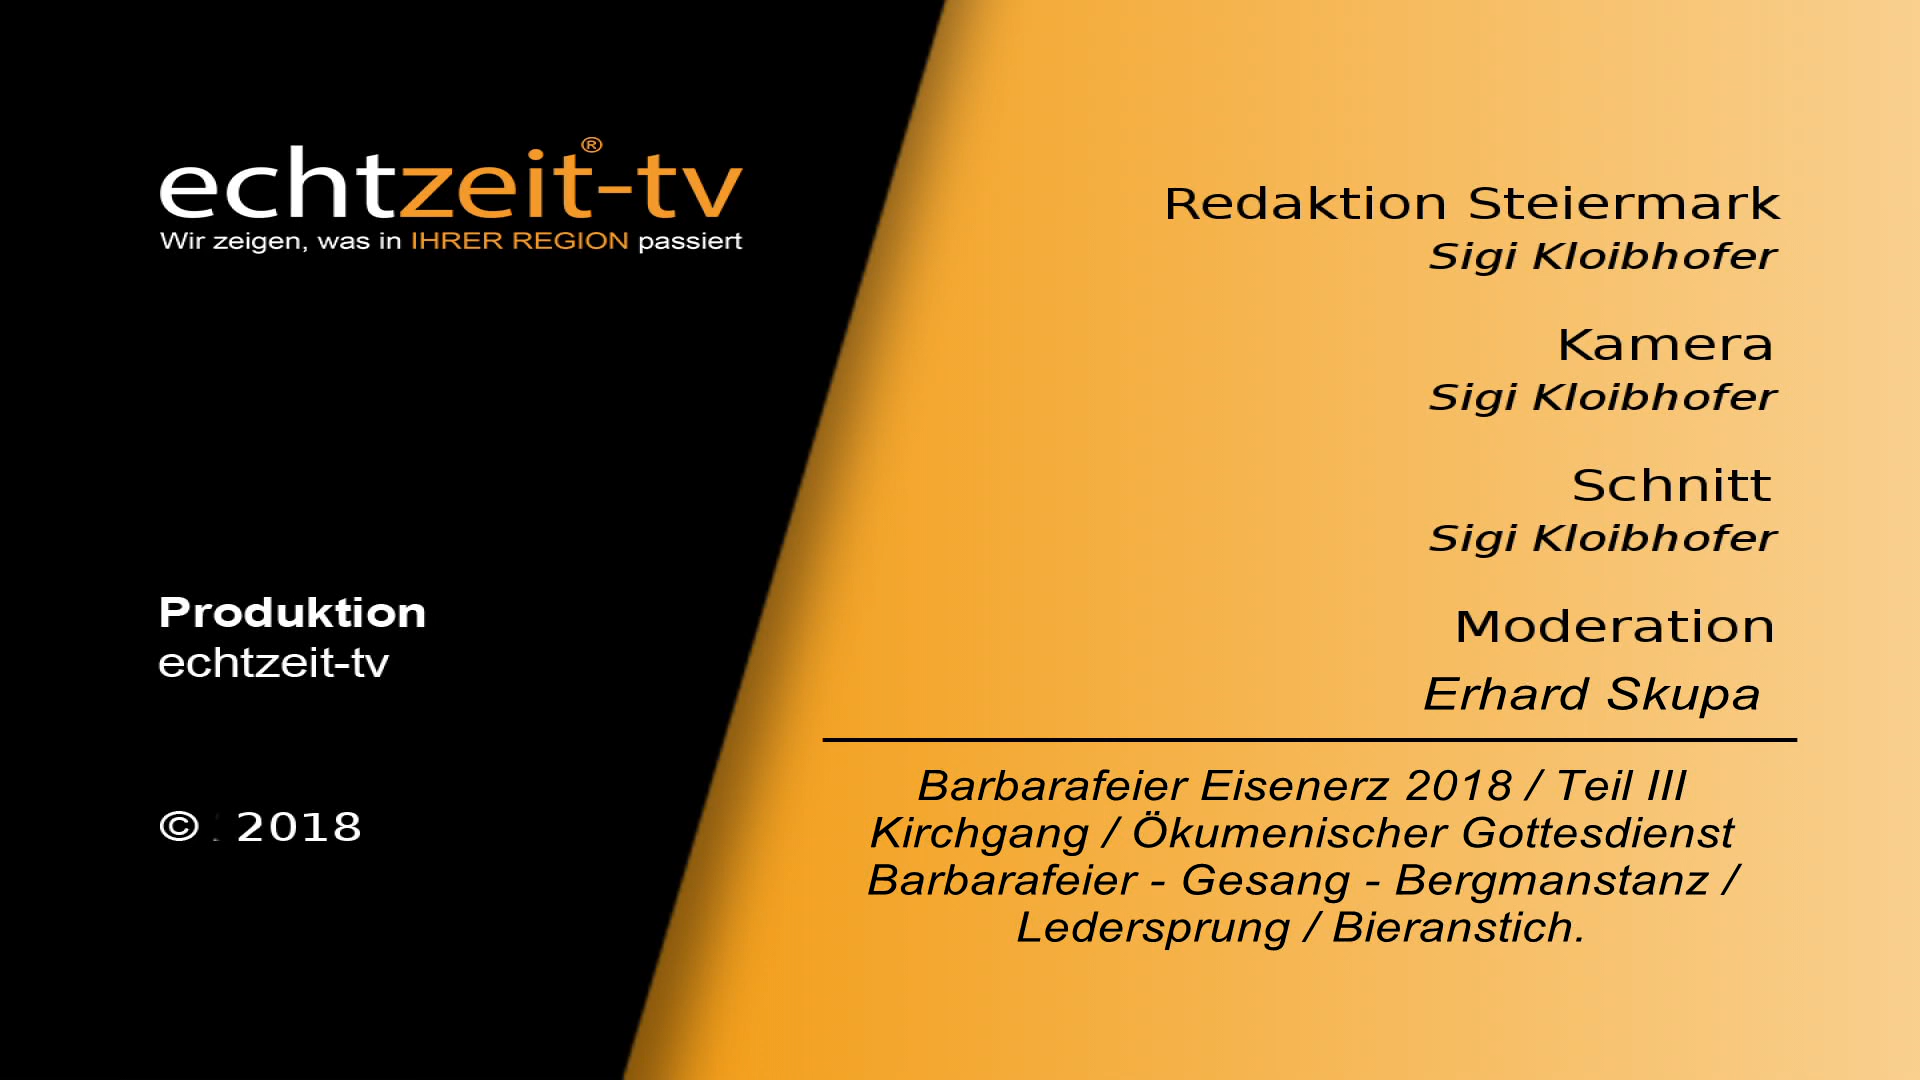 echtzeit-tv®
Wir zeigen, was in IHRER REGION passiert
Produktion
echtzeit-tv
© 2018
Redaktion Steiermark
Sigi Kloibhofer
Kamera
Sigi Kloibhofer
Schnitt
Sigi Kloibhofer
Moderation
Erhard Skupa
Barbarafeier Eisenerz 2018 / Teil III
Kirchgang / Ökumenischer Gottesdienst
Barbarafeier - Gesang - Bergmanstanz /
Ledersprung / Bieranstich.